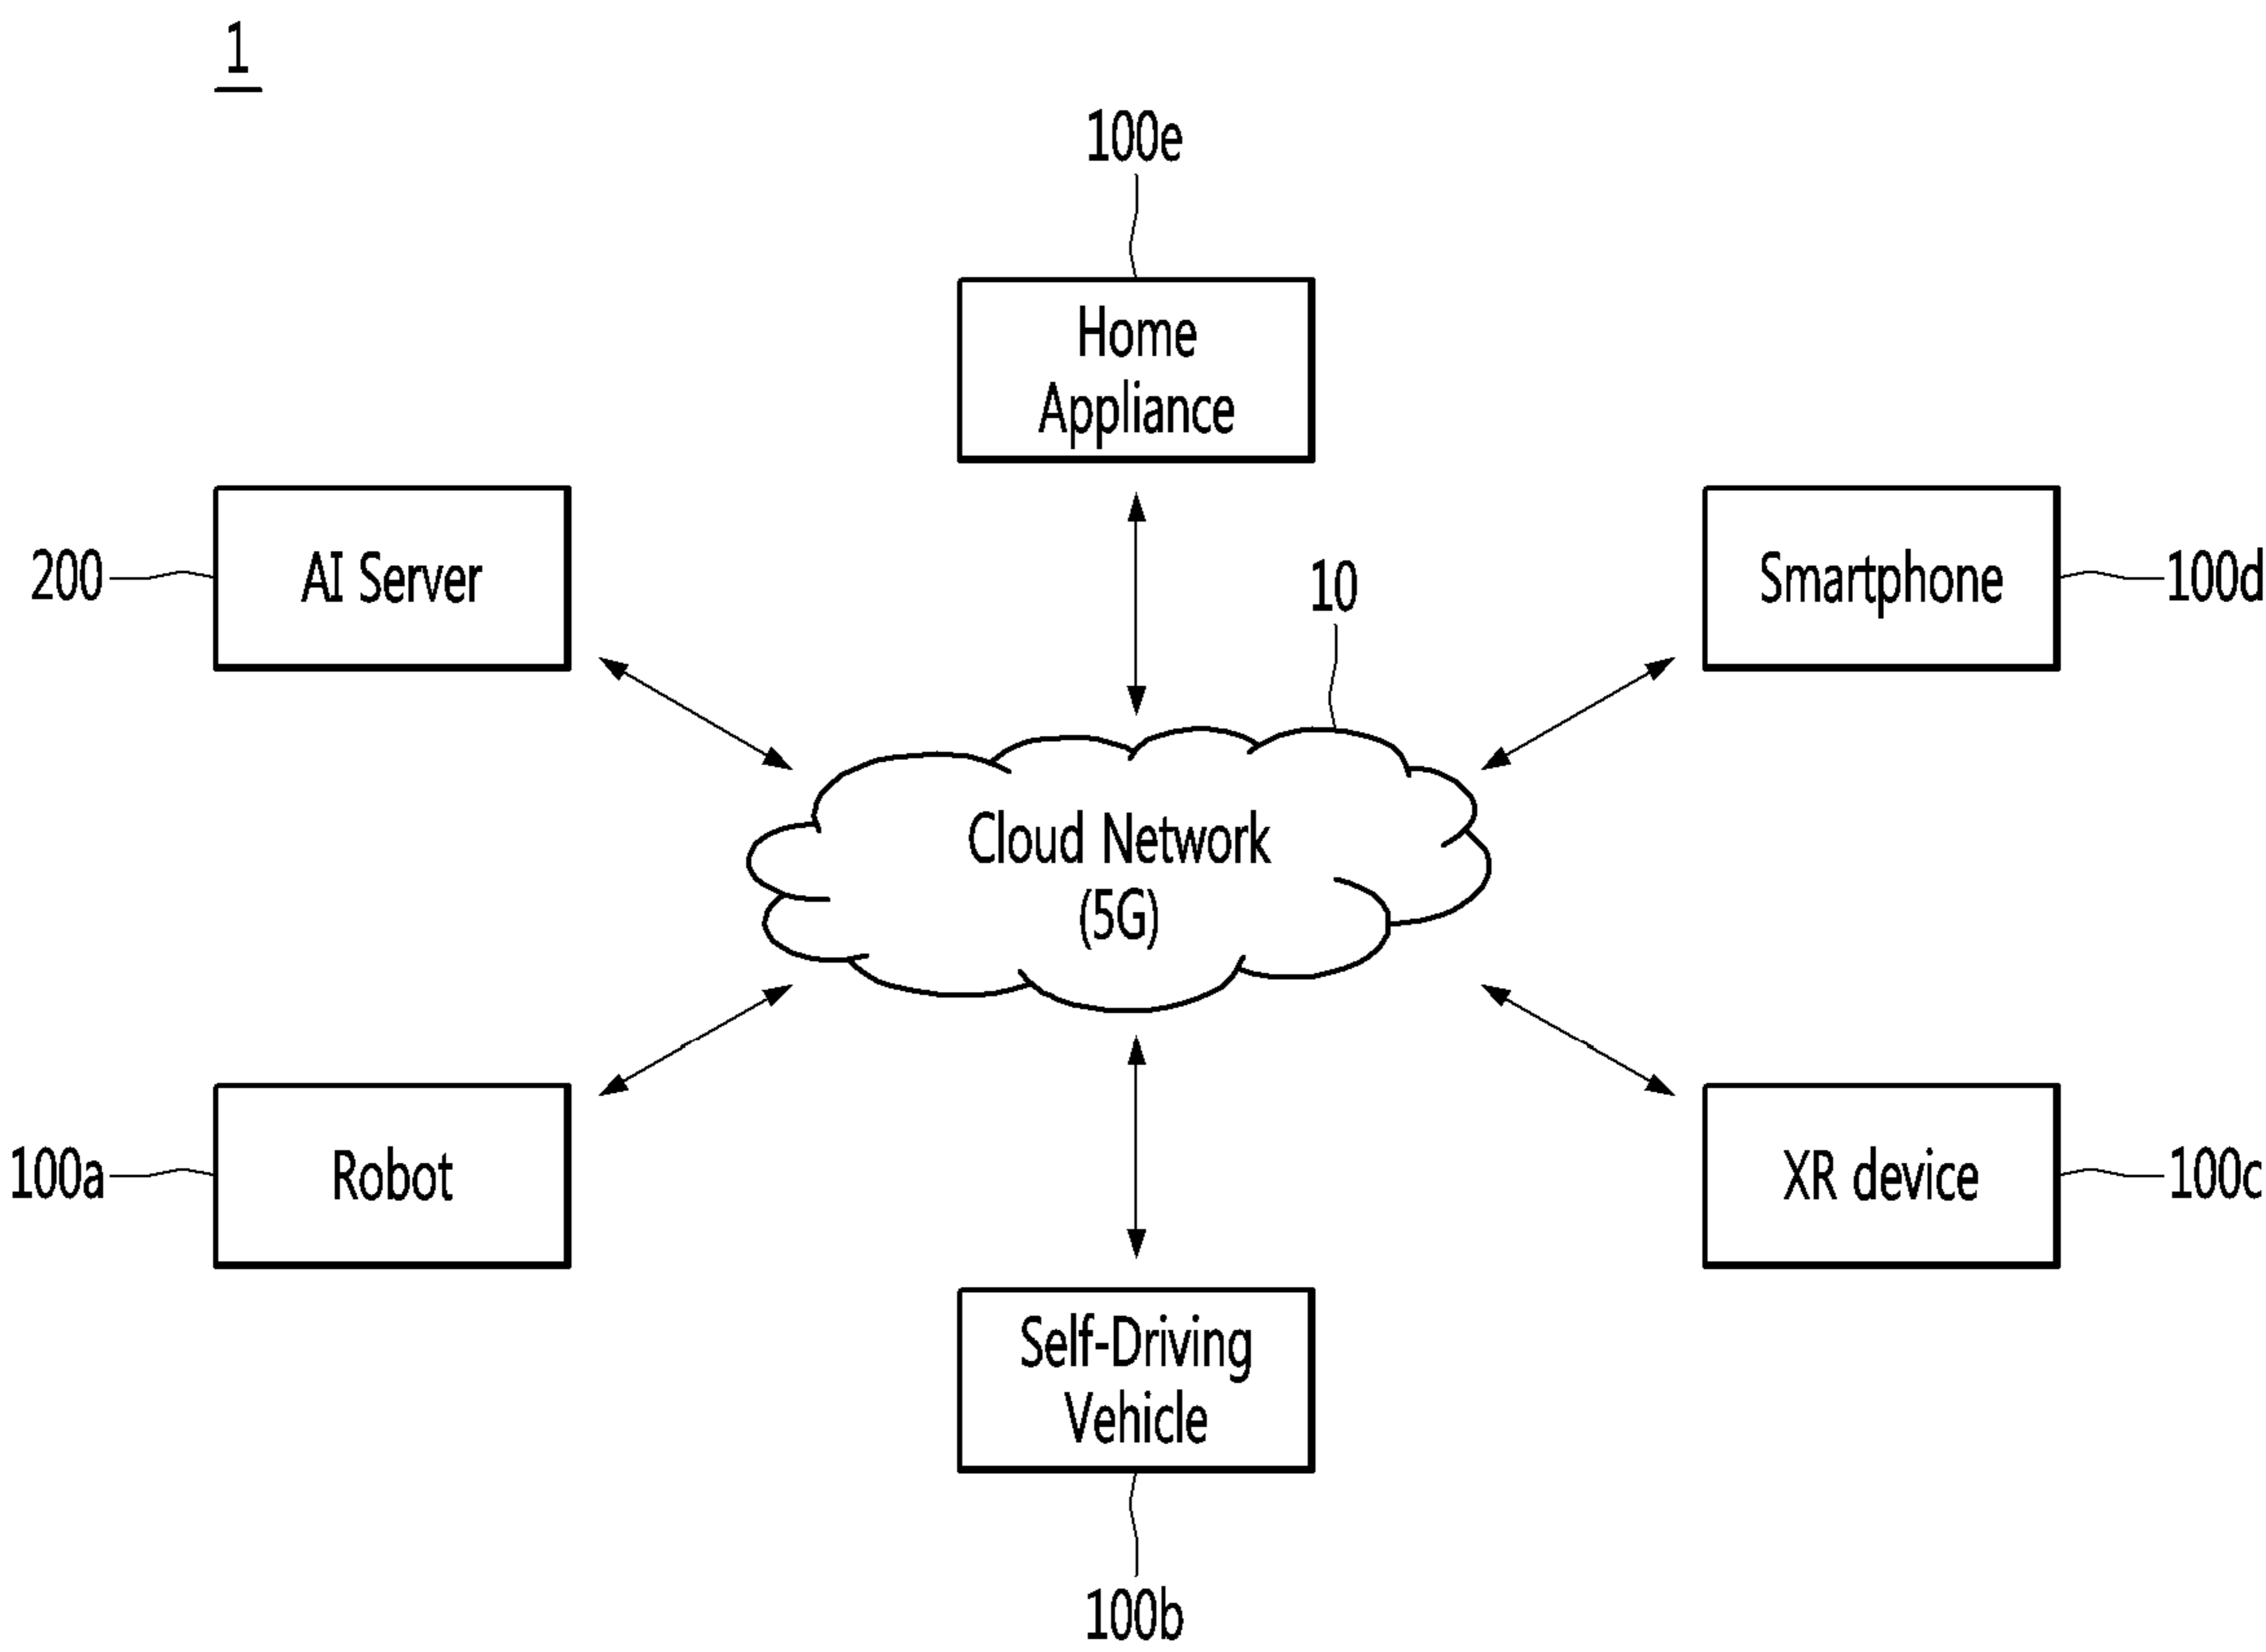 1
100e
Home
Appliance
200
AI Server
10
Smartphone
100d
Cloud Network
(5G)
100a
Robot
XR device
100c
Self-Driving
Vehicle
100b